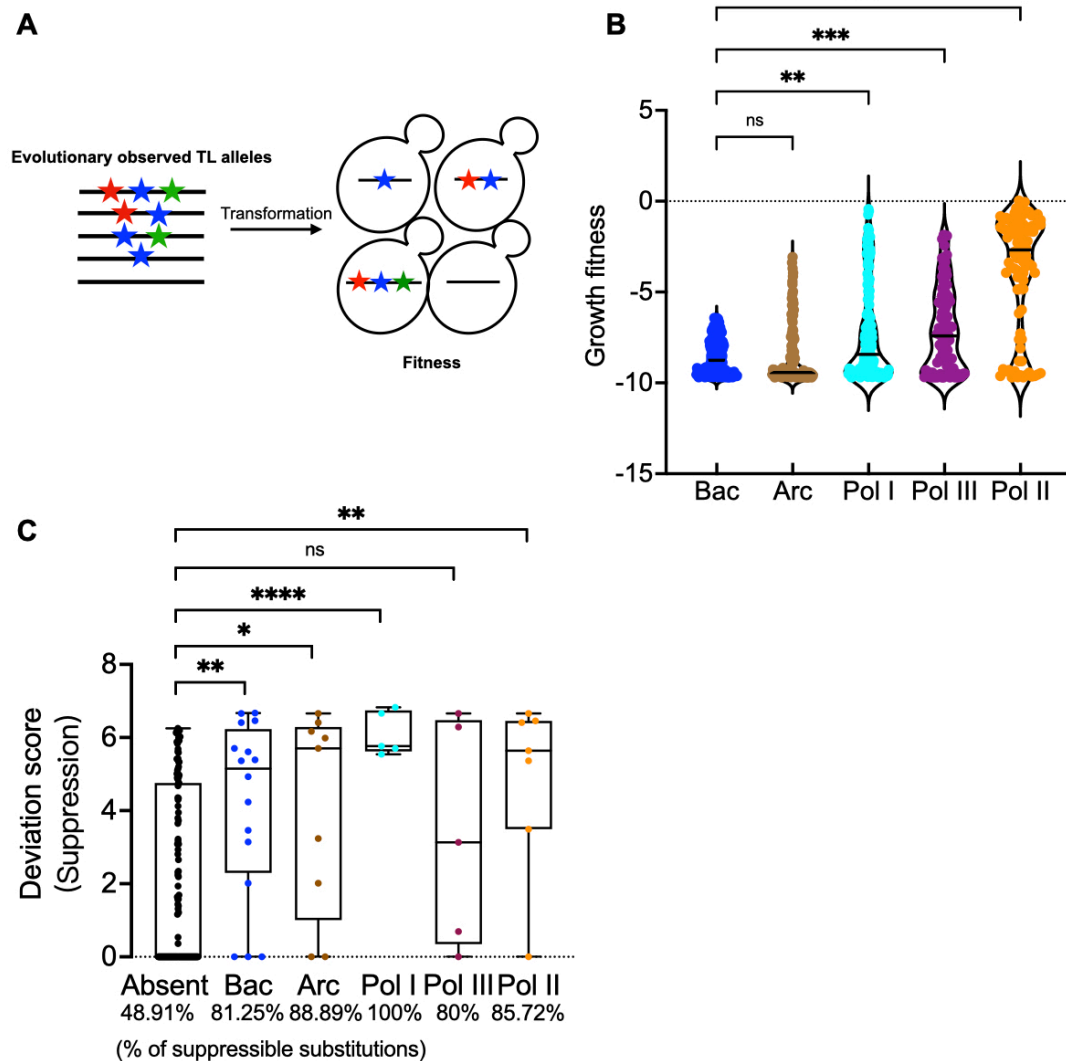 A
Evolutionary observed TL alleles
Transformation
Fitness
B
***
**
ns
Growth fitness
5
0
-5
-10
-15
Bac Arc Pol I Pol III Pol II
C
**
ns
****
*
**
Deviation score
(Suppression)
8
6
4
2
0
Absent Bac Arc Pol I Pol III Pol II
48.91% 81.25% 88.89% 100% 80% 85.72%
(% of suppressible substitutions)